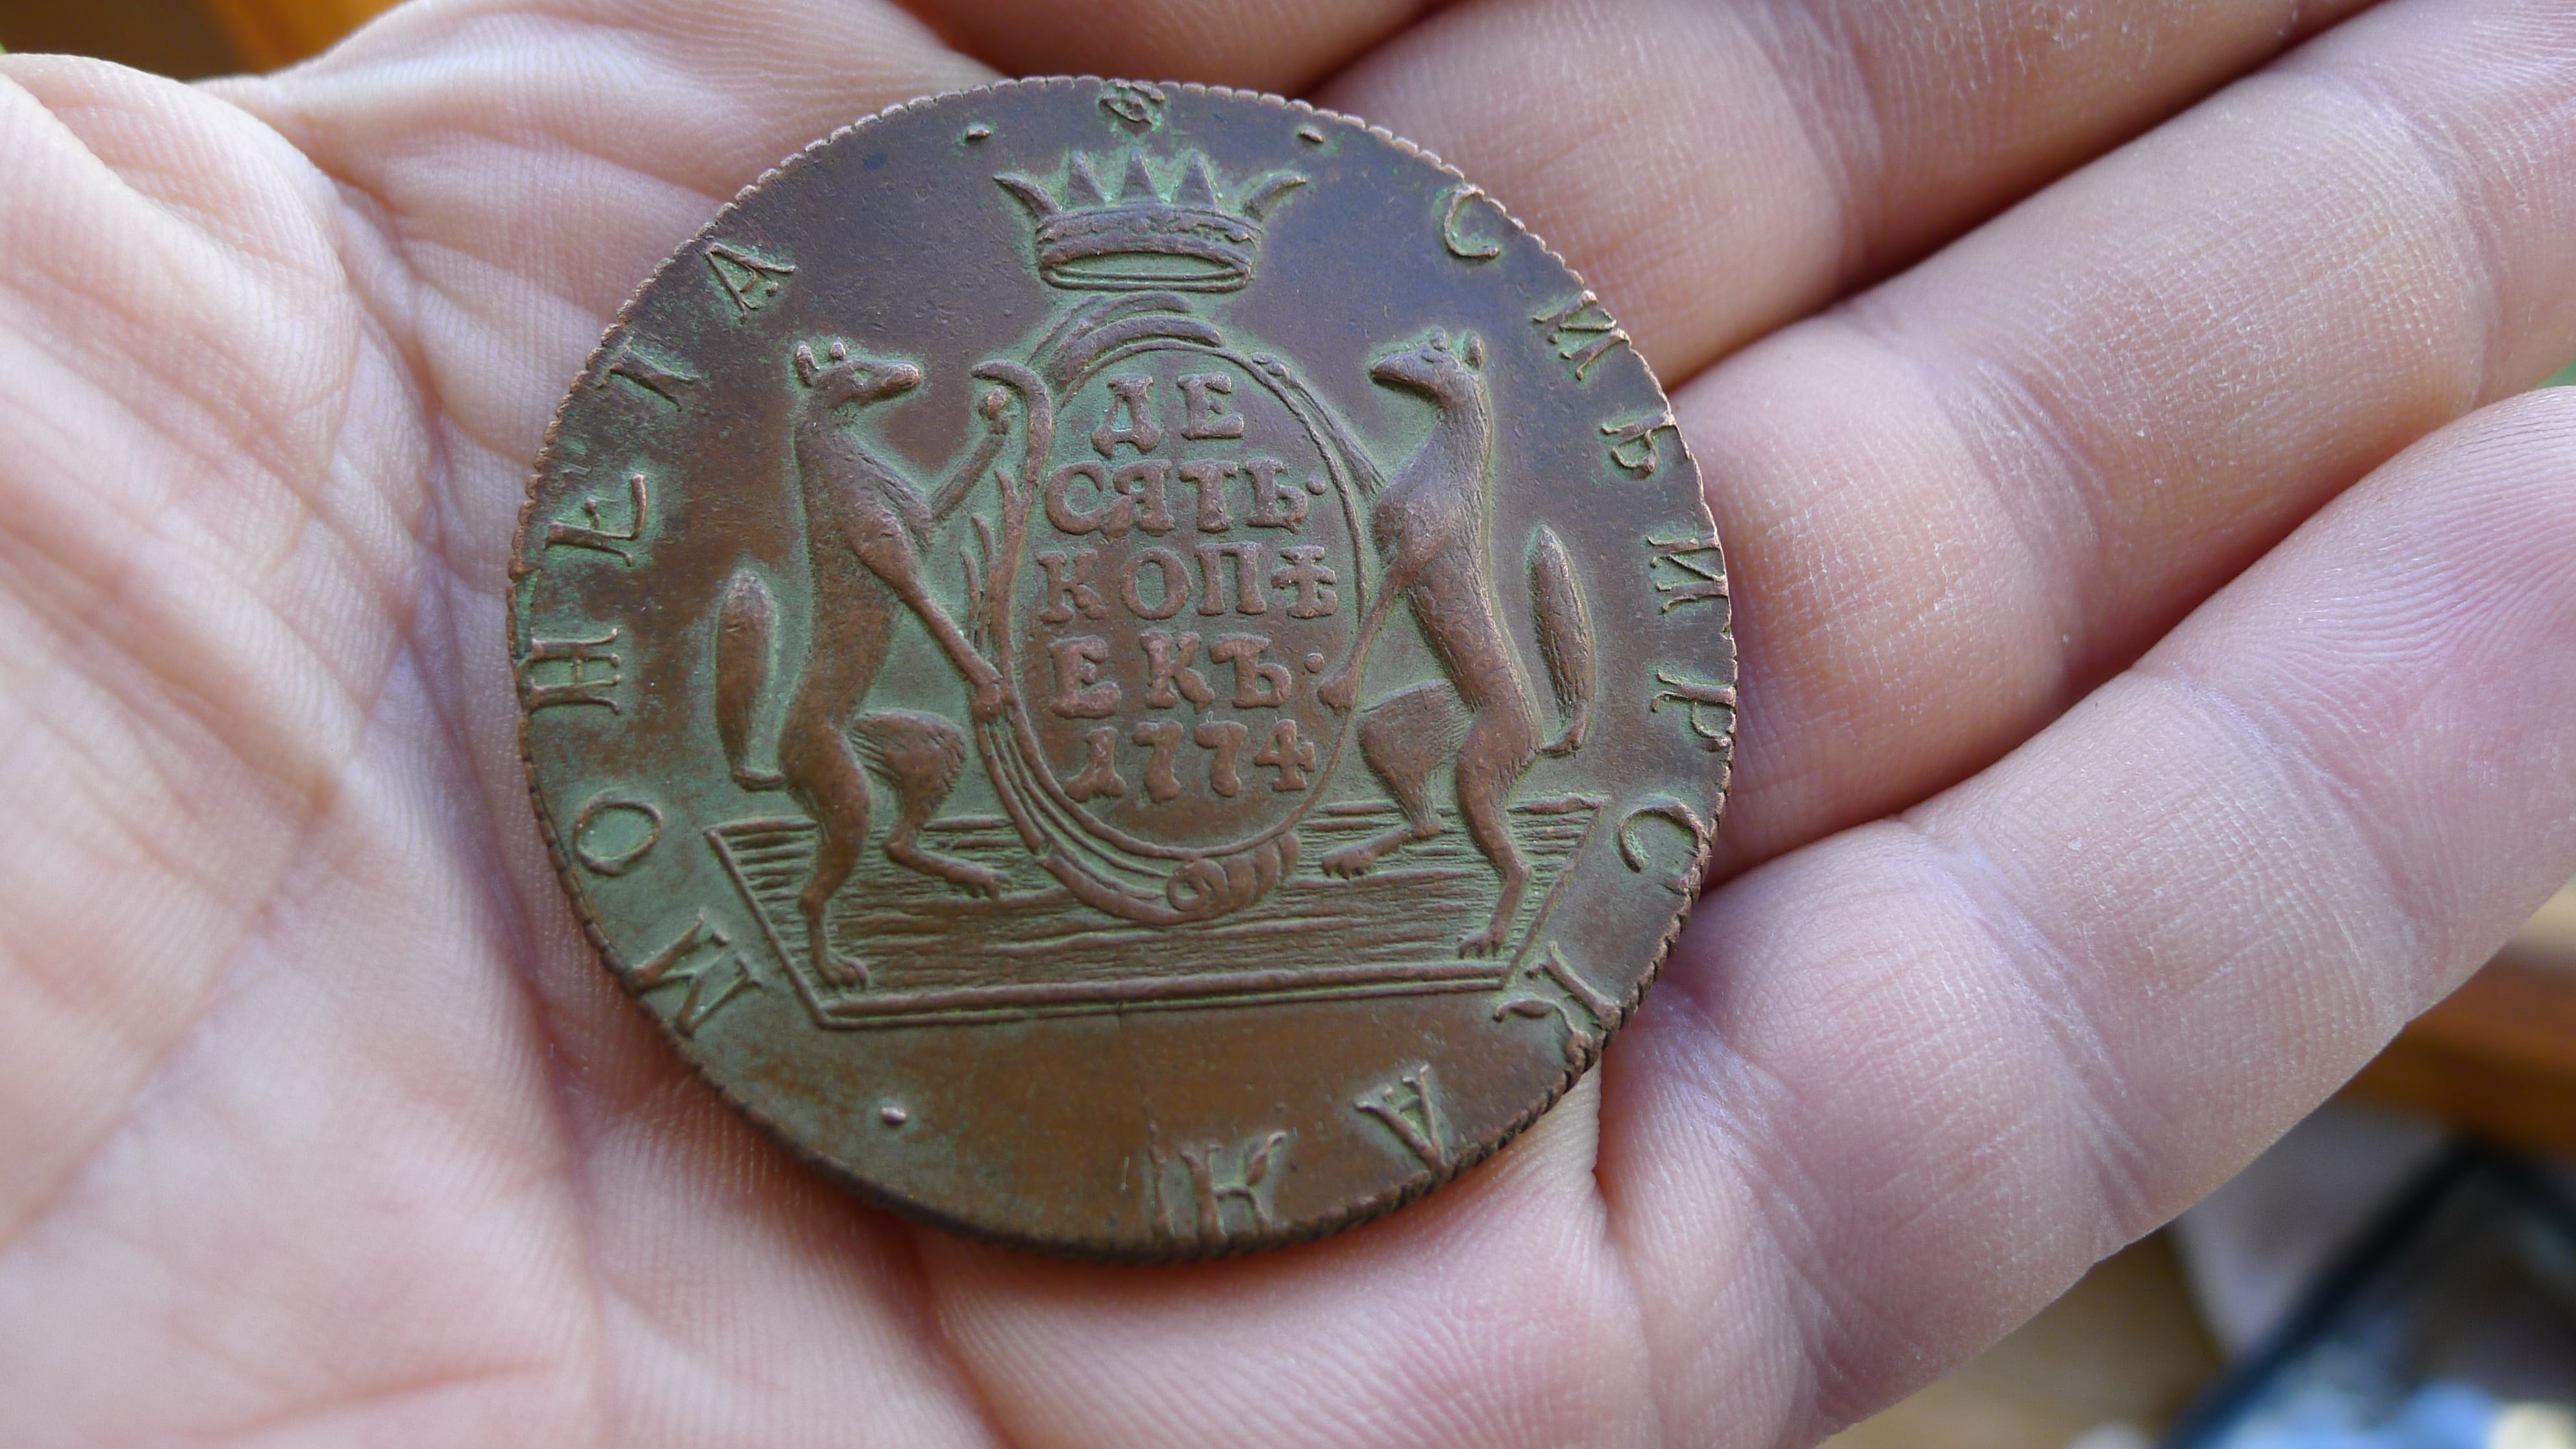 МОНЕТА · СИБИРСКАЯ ·
ДЕ
СЯТЬ·
КОПѢ
ЕКЪ·
1774